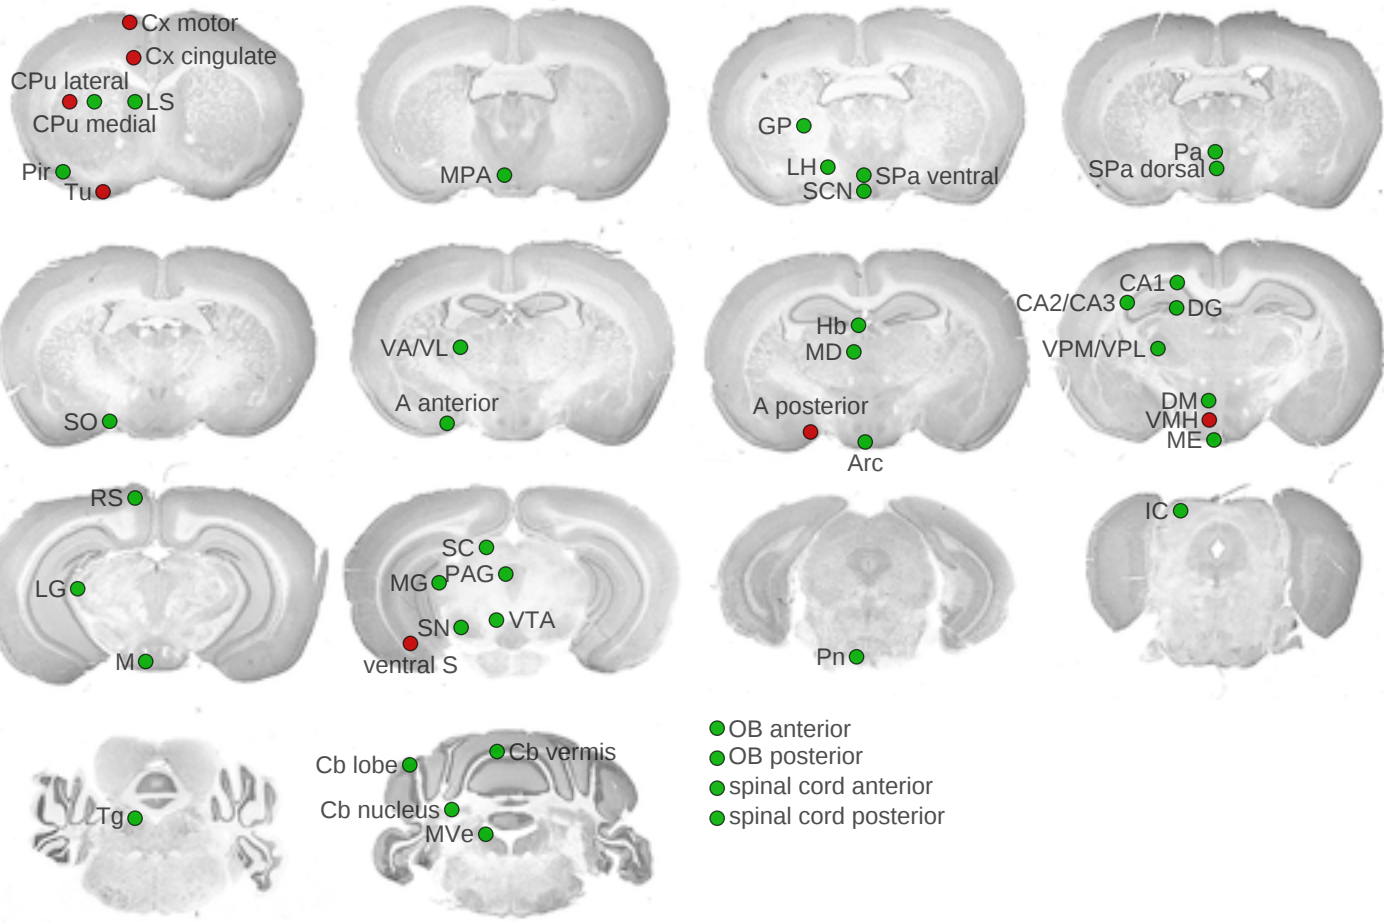 Cx motor
Cx cingulate
CPu lateral
LS
CPu medial
Pir
Tu
MPA
GP
LH
SPa ventral
SCN
Pa
SPa dorsal
SO
VA/VL
A anterior
Hb
MD
A posterior
Arc
CA1
CA2/CA3
DG
VPM/VPL
DM
VMH
ME
RS
LG
M
SC
MG
PAG
SN
VTA
ventral S
Pn
IC
Tg
Cb lobe
Cb vermis
Cb nucleus
MVe
OB anterior
OB posterior
spinal cord anterior
spinal cord posterior